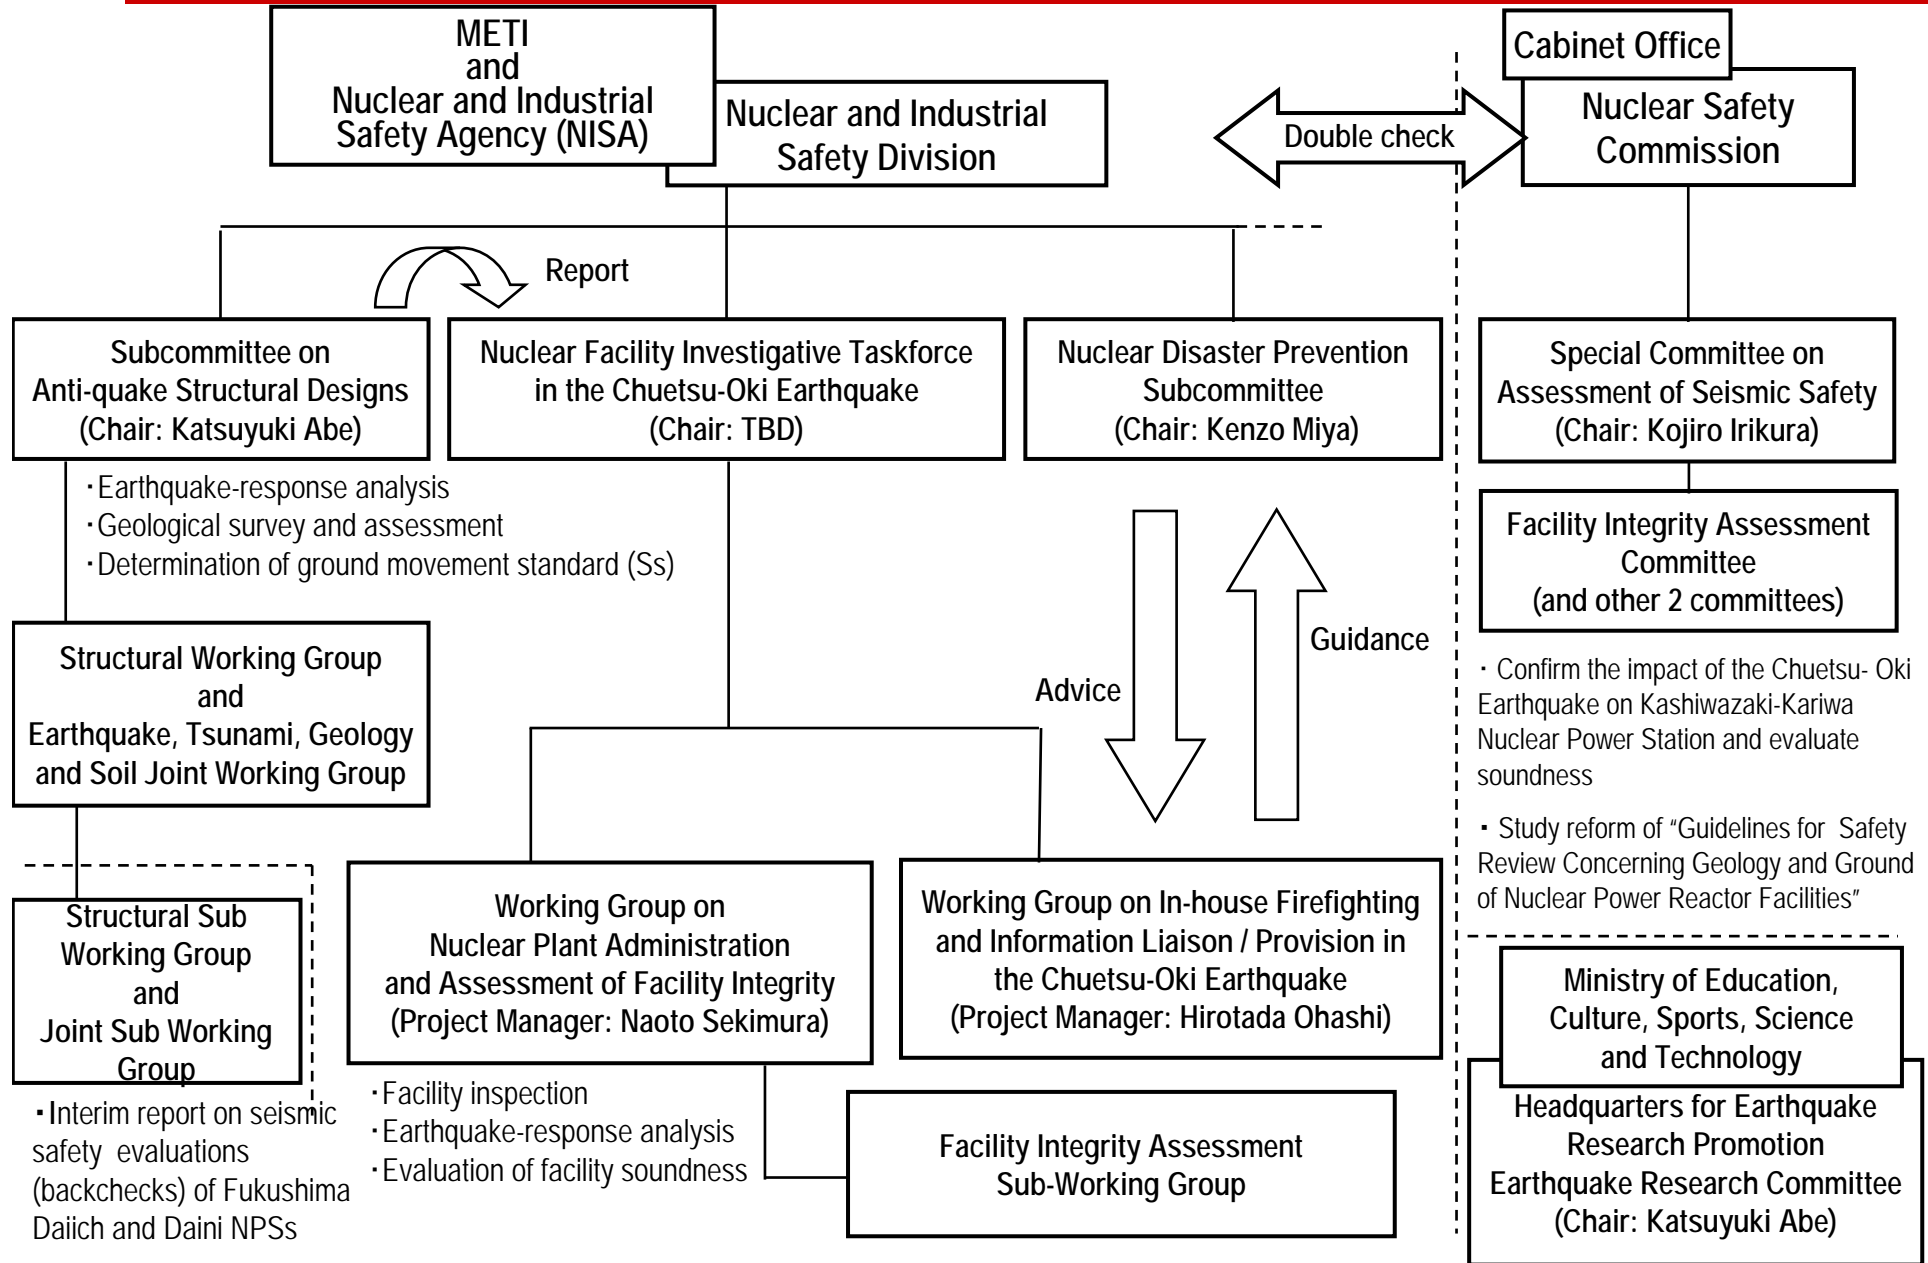 METI
and
Nuclear and Industrial
Safety Agency (NISA)
Nuclear and Industrial
Safety Division
Double check
Cabinet Office
Nuclear Safety
Commission
Report
Subcommittee on
Anti-quake Structural Designs
(Chair: Katsuyuki Abe)
Nuclear Facility Investigative Taskforce
in the Chuetsu-Oki Earthquake
(Chair: TBD)
Nuclear Disaster Prevention
Subcommittee
(Chair: Kenzo Miya)
Special Committee on
Assessment of Seismic Safety
(Chair: Kojiro Irikura)
・Earthquake-response analysis
・Geological survey and assessment
・Determination of ground movement standard (Ss)
Facility Integrity Assessment
Committee
(and other 2 committees)
Structural Working Group
and
Earthquake, Tsunami, Geology
and Soil Joint Working Group
Advice
Guidance
・ Confirm the impact of the Chuetsu- Oki
Earthquake on Kashiwazaki-Kariwa
Nuclear Power Station and evaluate
soundness
・ Study reform of “Guidelines for Safety
Review Concerning Geology and Ground
of Nuclear Power Reactor Facilities”
Structural Sub
Working Group
and
Joint Sub Working
Group
Working Group on
Nuclear Plant Administration
and Assessment of Facility Integrity
(Project Manager: Naoto Sekimura)
Working Group on In-house Firefighting
and Information Liaison / Provision in
the Chuetsu-Oki Earthquake
(Project Manager: Hirotada Ohashi)
・Interim report on seismic
safety evaluations
(backchecks) of Fukushima
Daiich and Daini NPSs
・Facility inspection
・Earthquake-response analysis
・Evaluation of facility soundness
Facility Integrity Assessment
Sub-Working Group
Ministry of Education,
Culture, Sports, Science
and Technology
Headquarters for Earthquake
Research Promotion
Earthquake Research Committee
(Chair: Katsuyuki Abe)